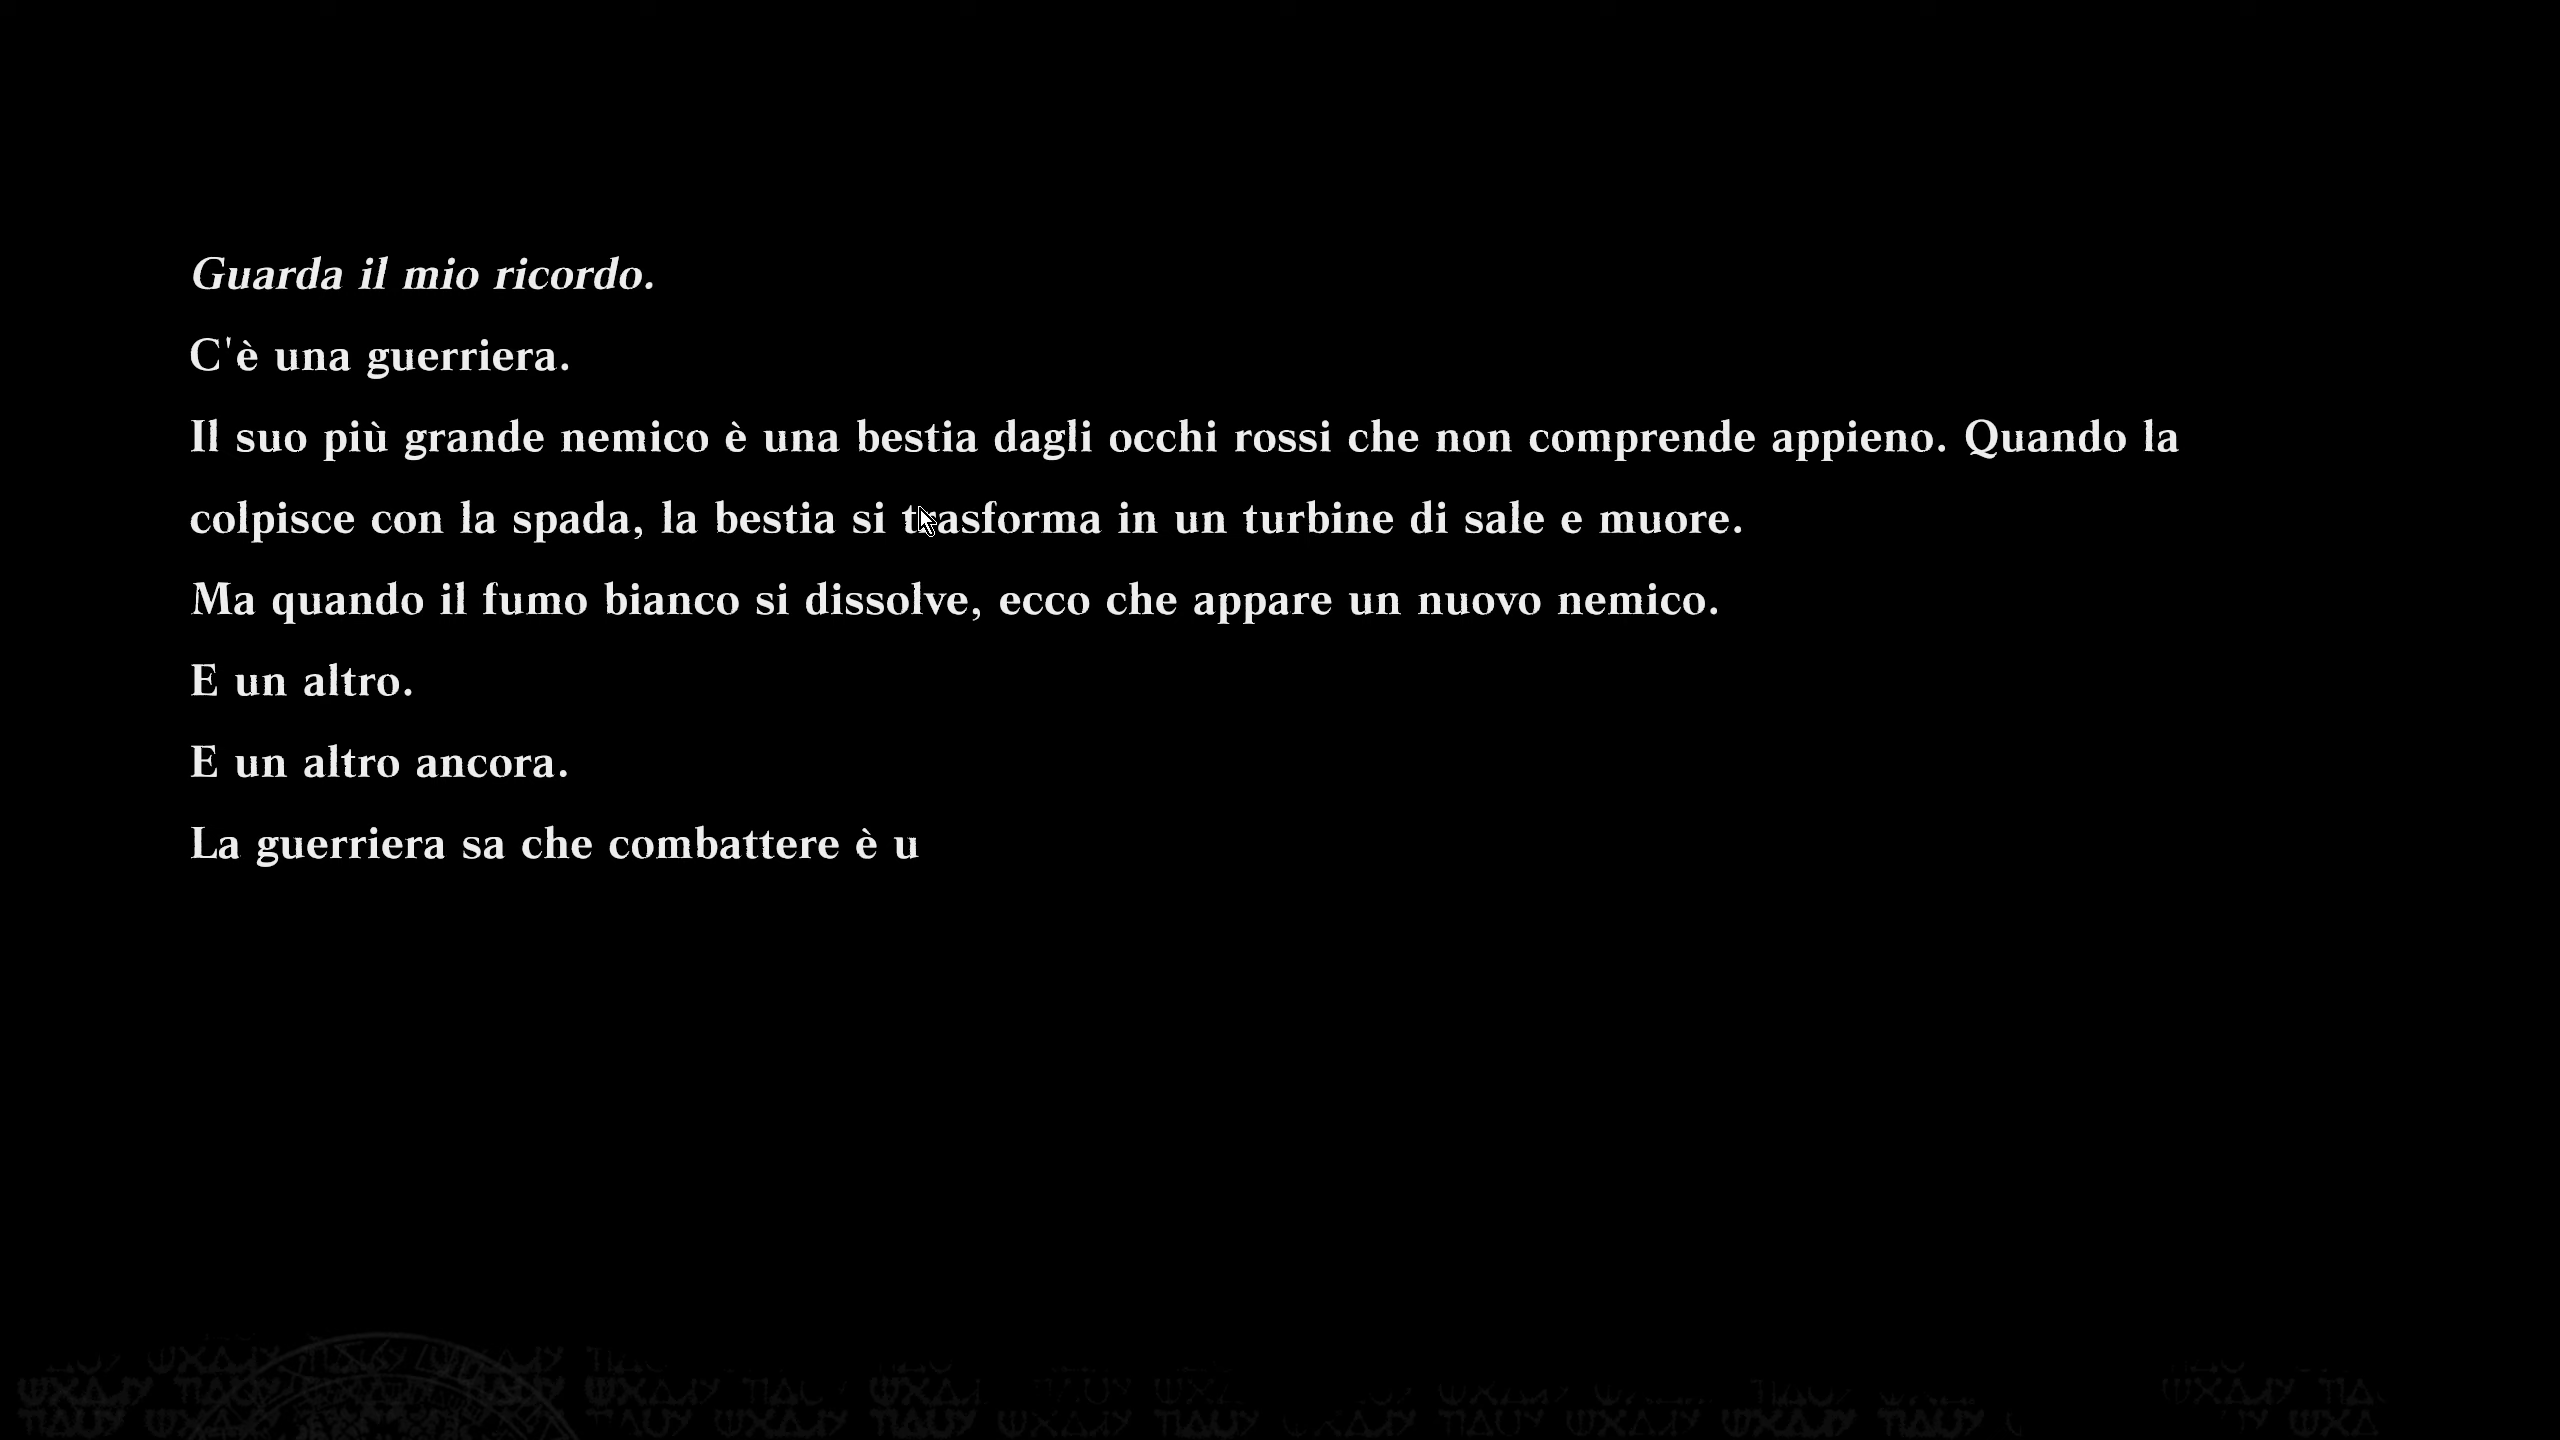 Guarda il mio ricordo.
C'è una guerriera.
Il suo più grande nemico è una bestia dagli occhi rossi che non comprende appieno. Quando la
colpisce con la spada, la bestia si trasforma in un turbine di sale e muore.
Ma quando il fumo bianco si dissolve, ecco che appare un nuovo nemico.
E un altro.
E un altro ancora.
La guerriera sa che combattere è u